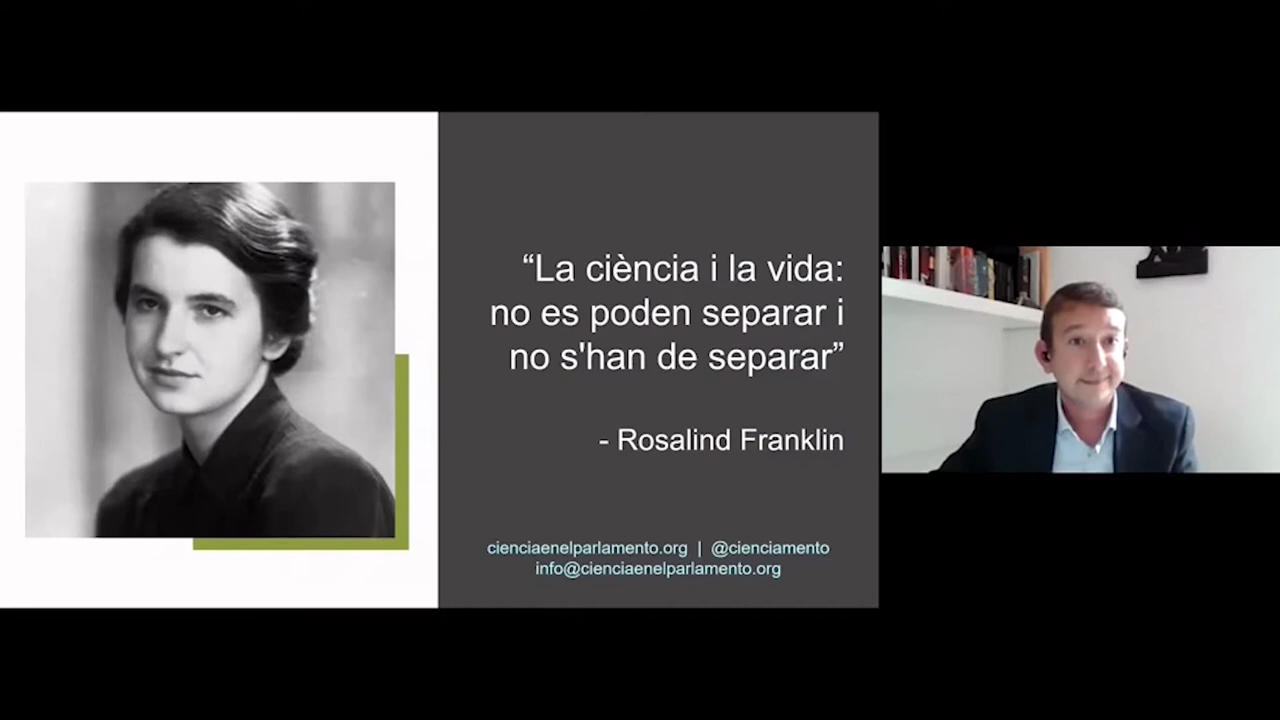 “La ciència i la vida:
no es poden separar i
no s'han de separar”
- Rosalind Franklin
cienciaenelparlamento.org | @cienciamento
info@cienciaenelparlamento.org